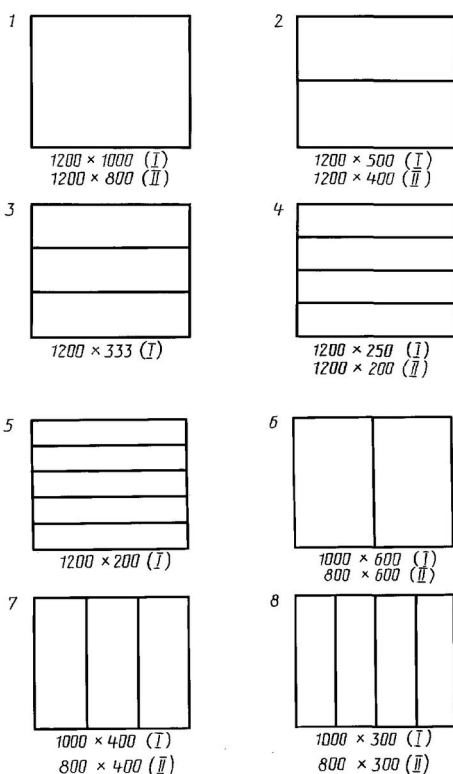 1
1200 × 1000 (I)
1200 × 800 (II)
2
1200 × 500 (I)
1200 × 400 (II)
3
1200 × 333 (I)
4
1200 × 250 (I)
1200 × 200 (II)
5
1200 × 200 (I)
6
1000 × 600 (I)
800 × 600 (II)
7
1000 × 400 (I)
800 × 400 (II)
8
1000 × 300 (I)
800 × 300 (II)